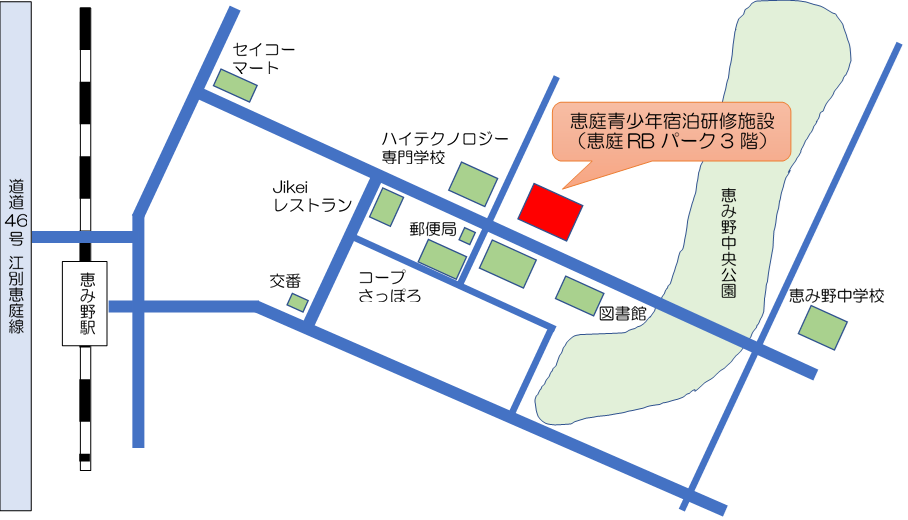 セイコー
マート
恵庭青少年宿泊研修施設
（恵庭RBパーク3階）
ハイテクノロジー
専門学校
道道46号 江別恵庭線
Jikei
レストラン
恵み野中央公園
郵便局
交番
コープ
さっぽろ
恵み野駅
恵み野中学校
図書館